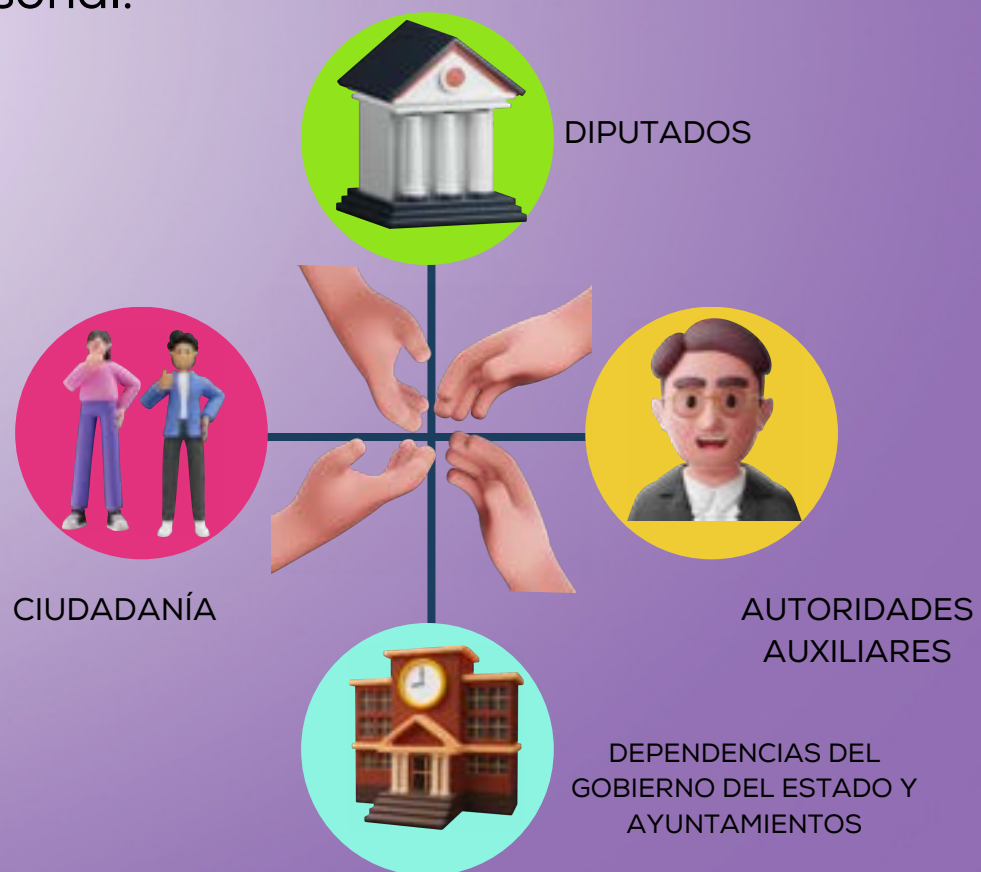 DIPUTADOS
CIUDADANÍA
AUTORIDADES
AUXILIARES
DEPENDENCIAS DEL
GOBIERNO DEL ESTADO Y
AYUNTAMIENTOS